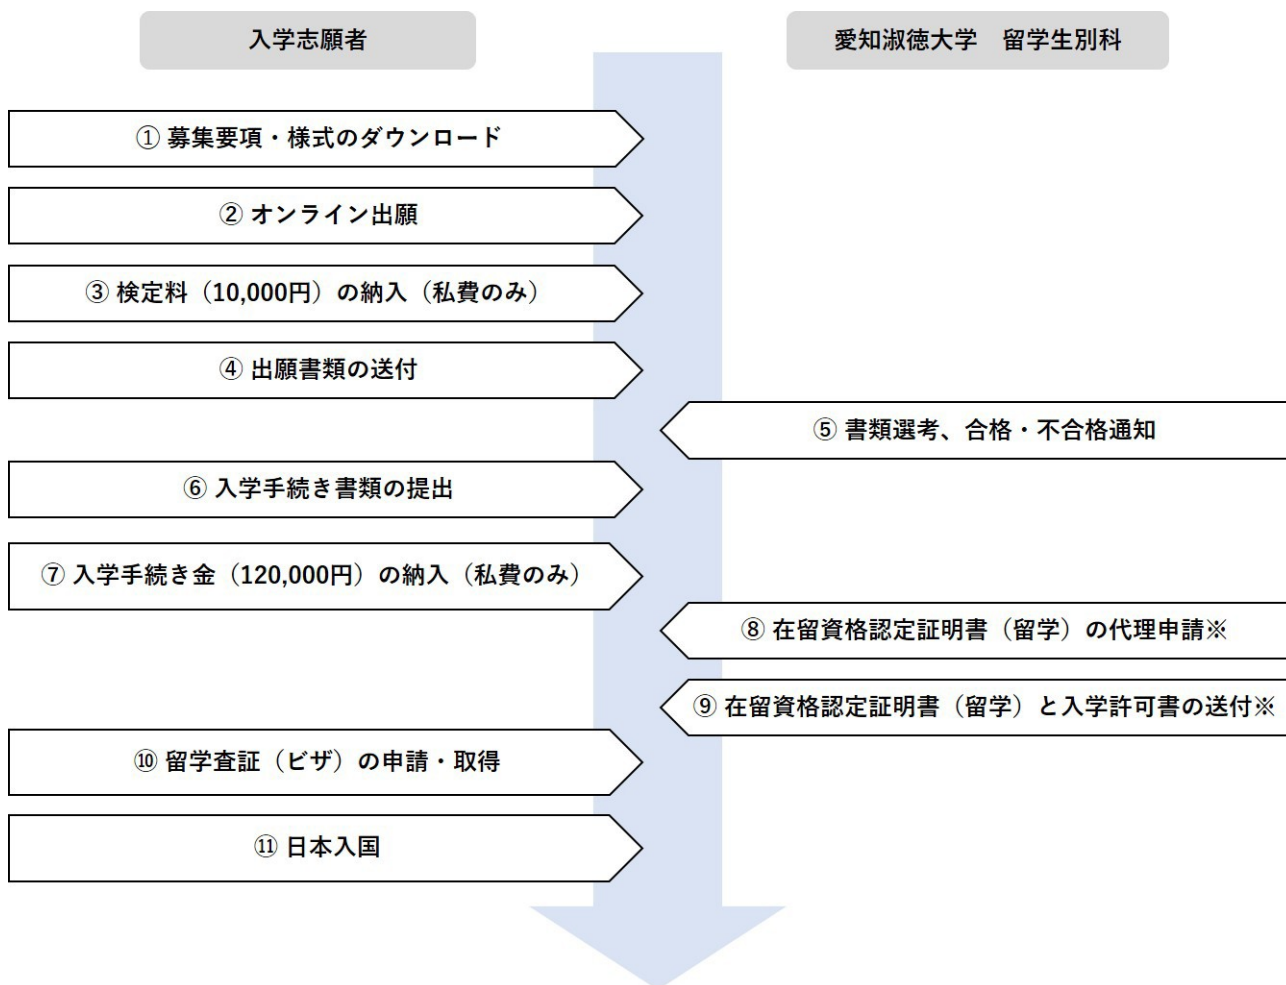 入学志願者
愛知淑徳大学　留学生別科
① 募集要項・様式のダウンロード
② オンライン出願
③ 検定料（10,000円）の納入（私費のみ）
④ 出願書類の送付
⑤ 書類選考、合格・不合格通知
⑥ 入学手続き書類の提出
⑦ 入学手続き金（120,000円）の納入（私費のみ）
⑧ 在留資格認定証明書（留学）の代理申請※
⑨ 在留資格認定証明書（留学）と入学許可書の送付※
⑩ 留学査証（ビザ）の申請・取得
⑪ 日本入国